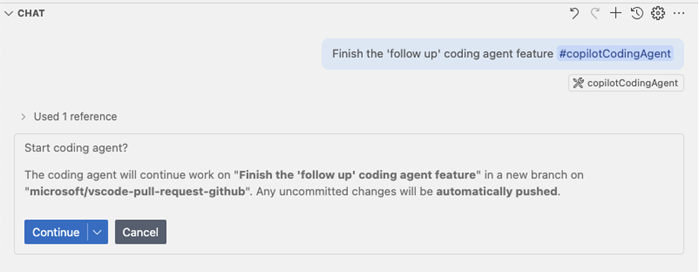 CHAT
Finish the 'follow up' coding agent feature #copilotCodingAgent
copilotCodingAgent
Used 1 reference
Start coding agent?
The coding agent will continue work on "Finish the 'follow up' coding agent feature" in a new branch on
"microsoft/vscode-pull-request-github". Any uncommitted changes will be automatically pushed.
Continue
Cancel